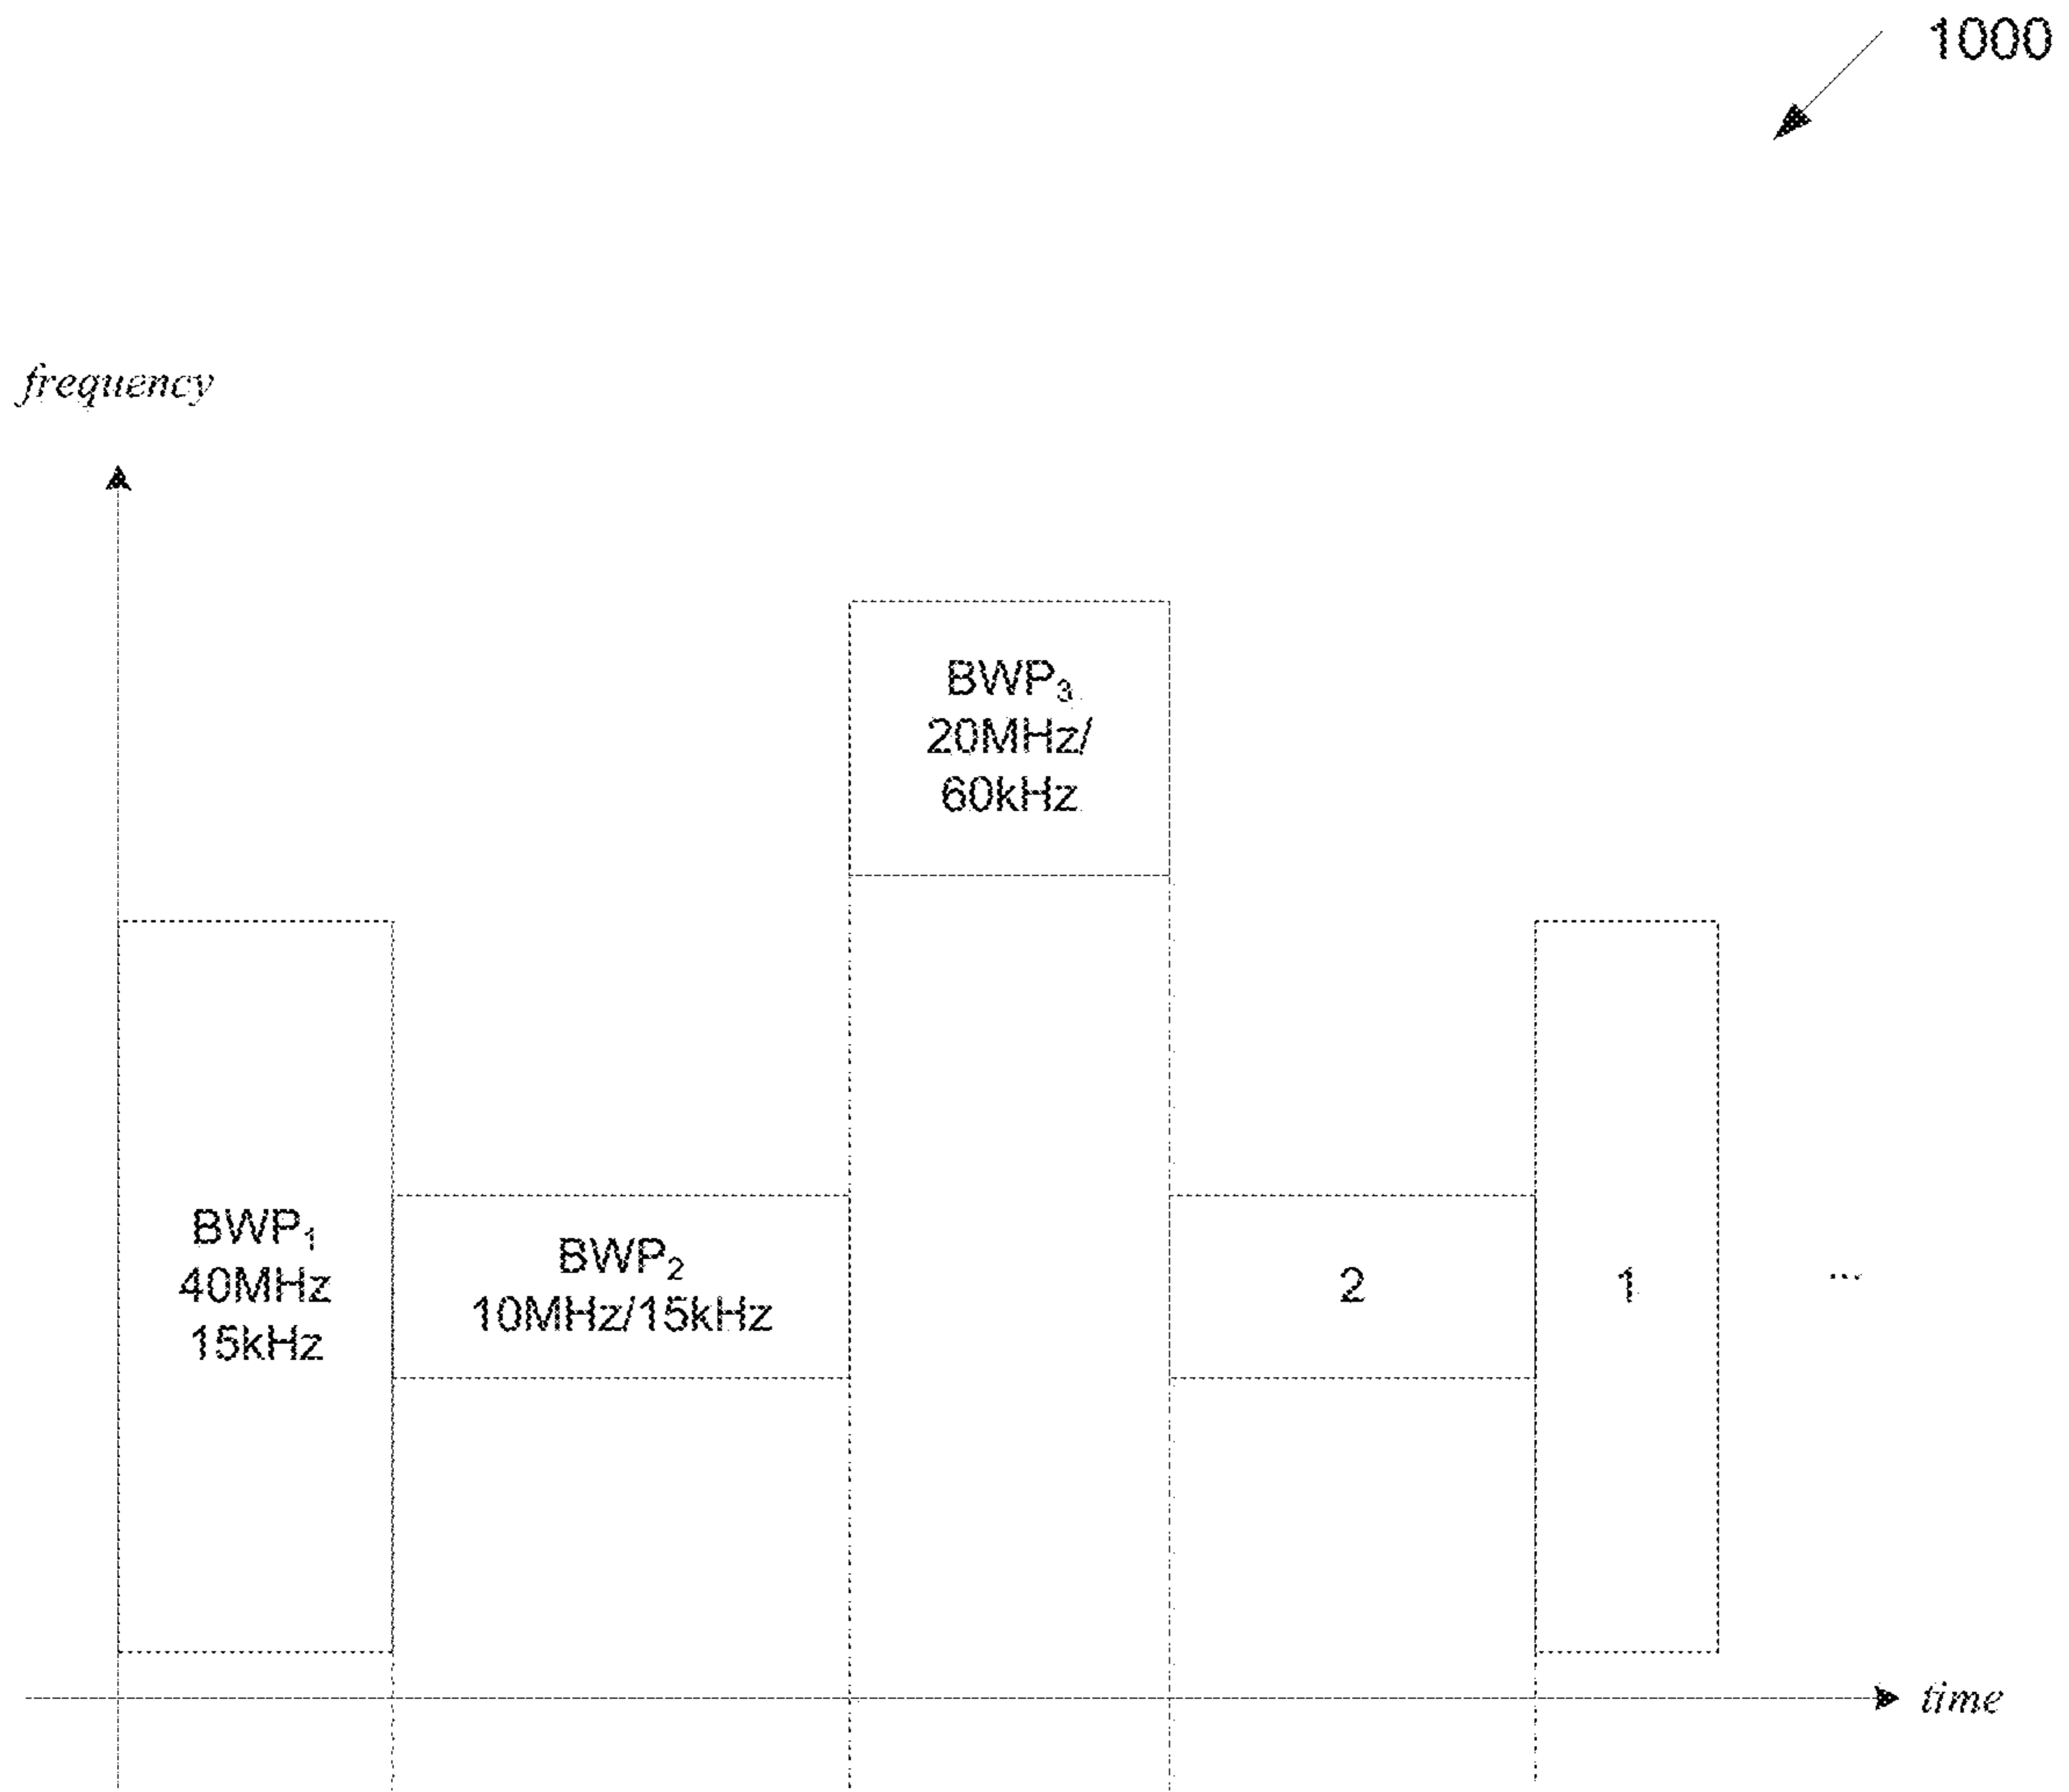 1000
frequency
BWP₃
20MHz/
60kHz
BWP₁
40MHz
15kHz
BWP₂
10MHz/15kHz
2
1
...
time